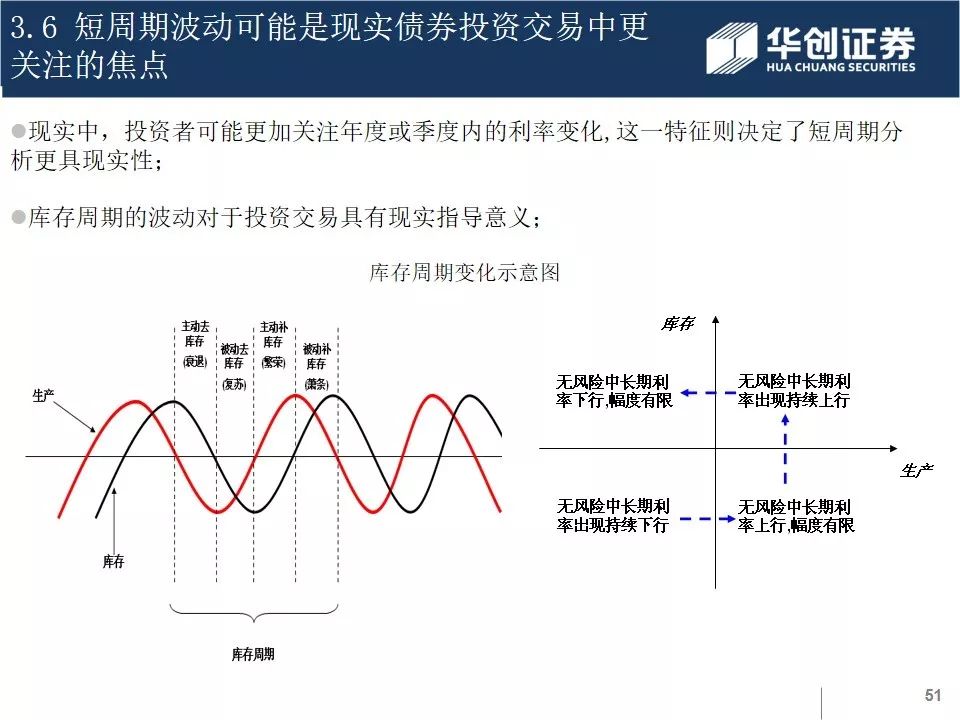 3.6 短周期波动可能是现实债券投资交易中更
关注的焦点
华创证券
HUA CHUANG SECURITIES
●现实中，投资者可能更加关注年度或季度内的利率变化,这一特征则决定了短周期分
析更具现实性；
●库存周期的波动对于投资交易具有现实指导意义；
库存周期变化示意图
主动去
库存
(衰退)
被动去
库存
(复苏)
主动补
库存
(繁荣)
被动补
库存
(萧条)
生产
库存
库存周期
库存
无风险中长期利
率下行,幅度有限
无风险中长期利
率出现持续上行
生产
无风险中长期利
率出现持续下行
无风险中长期利
率上行,幅度有限
51